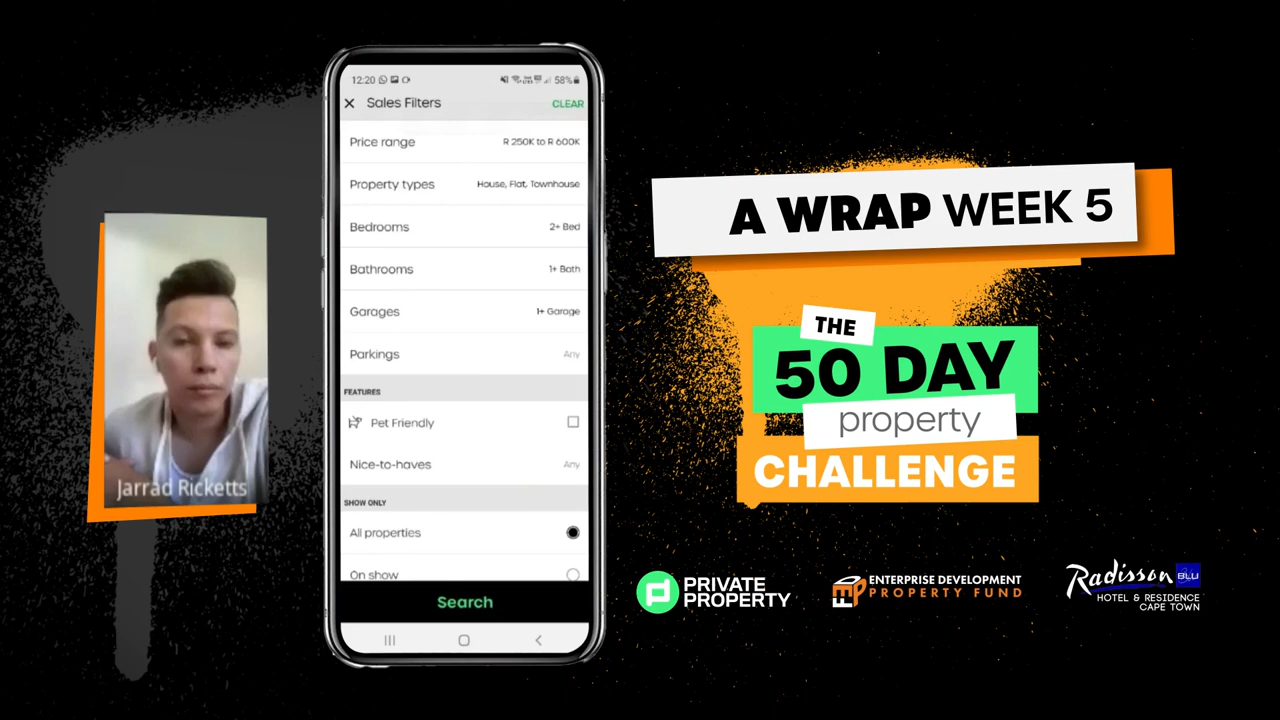 Jarrad Ricketts
12:20 58%
Sales Filters CLEAR
Price range R 250K to R 600K
Property types House, Flat, Townhouse
Bedrooms 2+ Bed
Bathrooms 1+ Bath
Garages 1+ Garage
Parkings Any
FEATURES
Pet Friendly
Nice-to-haves Any
SHOW ONLY
All properties
On show
Search
A WRAP WEEK 5
THE
50 DAY
property
CHALLENGE
PRIVATE
PROPERTY
ENTERPRISE DEVELOPMENT
PROPERTY FUND
Radisson BLU
HOTEL & RESIDENCE
CAPE TOWN